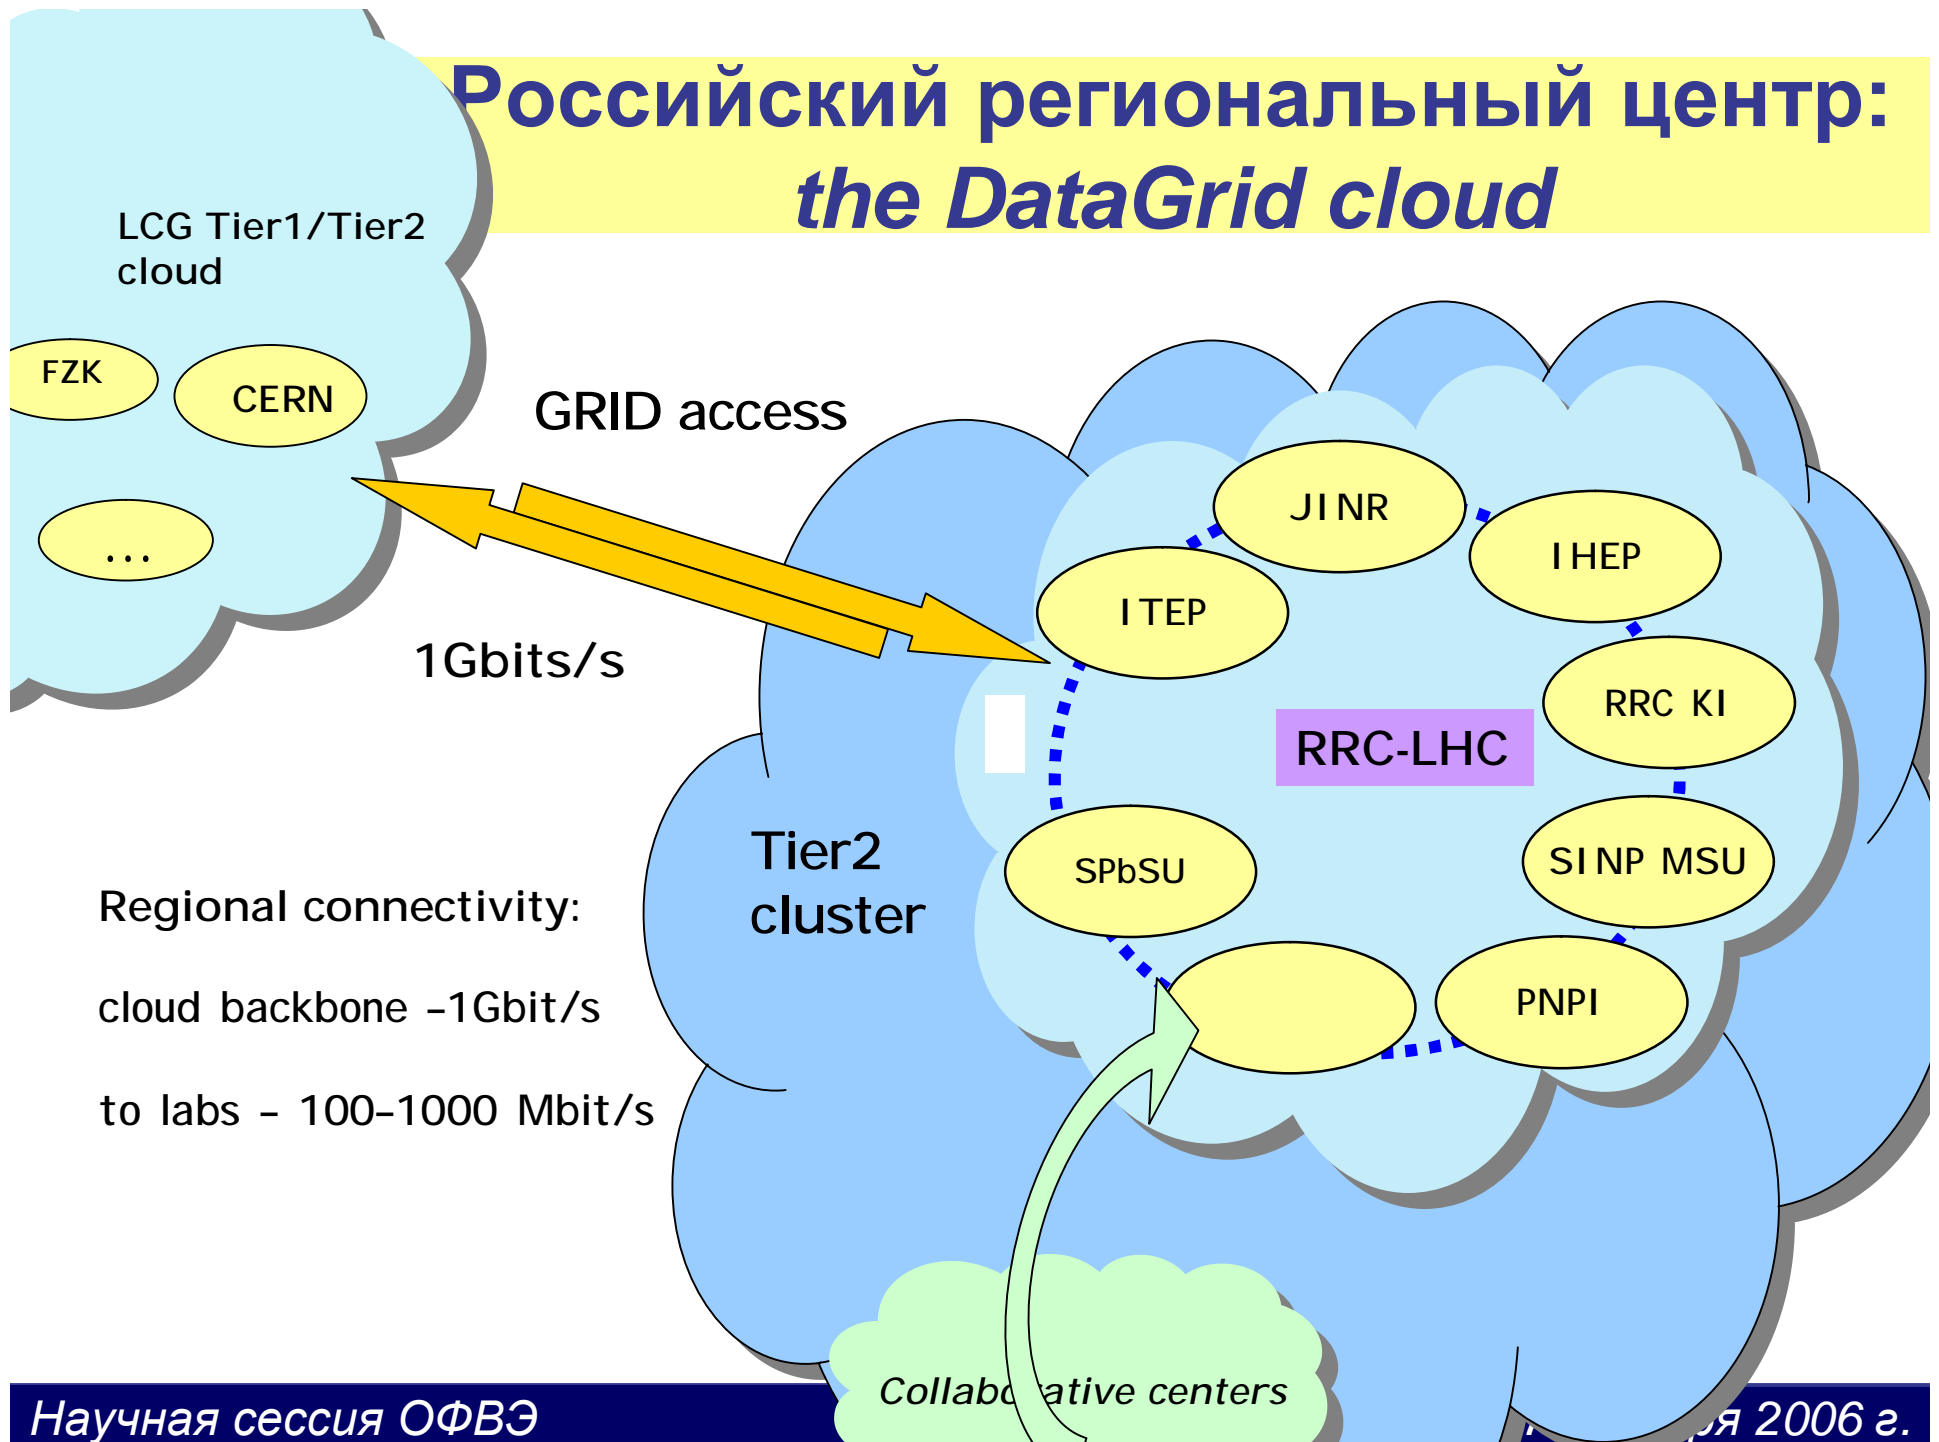 Российский региональный центр:
the DataGrid cloud
LCG Tier1/Tier2
cloud
FZK
CERN
...
GRID access
1Gbits/s
JINR
IHEP
ITEP
RRC KI
RRC-LHC
SINP MSU
SPbSU
PNPI
Tier2
cluster
Regional connectivity:
cloud backbone –1Gbit/s
to labs – 100–1000 Mbit/s
Collaborative centers
Научная сессия ОФВЭ
2006 г.